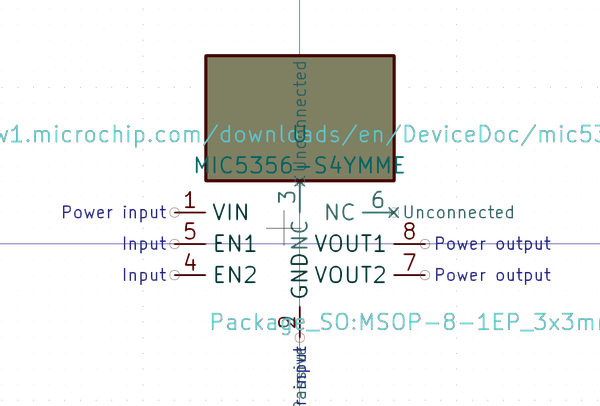 Unconnected
w1.microchip.com/downloads/en/DeviceDoc/mic53
MIC5356-S4YMME
Power input 1 VIN
3
NC 6 Unconnected
Input 5 EN1
NC
VOUT1 8 Power output
Input 4 EN2
GND
VOUT2 7 Power output
2
Package_SO:MSOP-8-1EP_3x3m